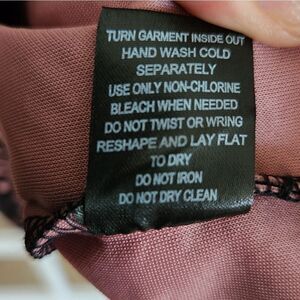 TURN GARMENT INSIDE OUT
HAND WASH COLD
SEPARATELY
USE ONLY NON-CHLORINE
BLEACH WHEN NEEDED
DO NOT TWIST OR WRING
RESHAPE AND LAY FLAT
TO DRY
DO NOT IRON
DO NOT DRY CLEAN